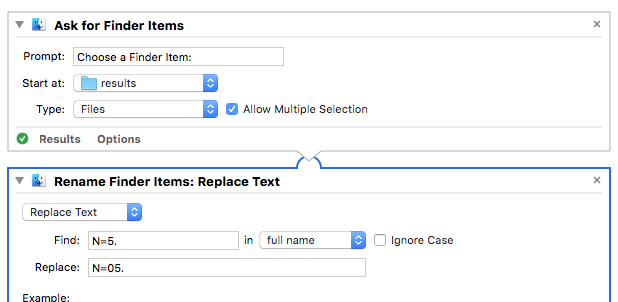 Ask for Finder Items
Prompt: Choose a Finder Item:
Start at: results
Type: Files Allow Multiple Selection
Results Options
Rename Finder Items: Replace Text
Replace Text
Find: N=5. in full name Ignore Case
Replace: N=05.
Example: